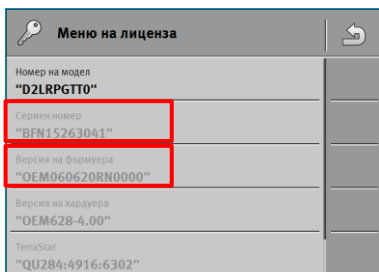 Меню на лиценза
Номер на модел
"D2LRPGTT0"
Сериен номер
"BFN15263041"
Версия на фърмуера
"OEM060620RN0000"
Версия на хардуера
"OEM628-4.00"
TerraStar
"QU284:4916:6302"